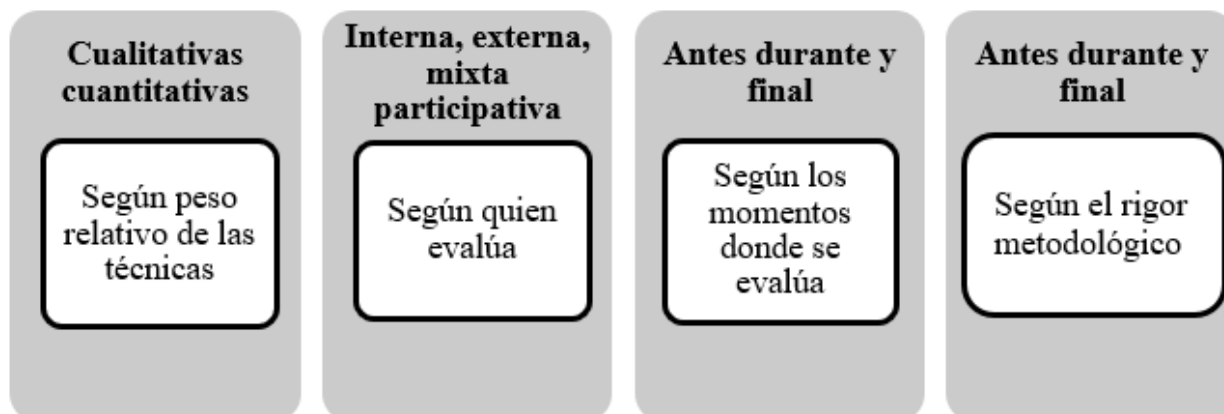 Cualitativas
cuantitativas
Según peso
relativo de las
técnicas
Interna, externa,
mixta
participativa
Según quien
evalúa
Antes durante y
final
Según los
momentos
donde se
evalúa
Antes durante y
final
Según el rigor
metodológico